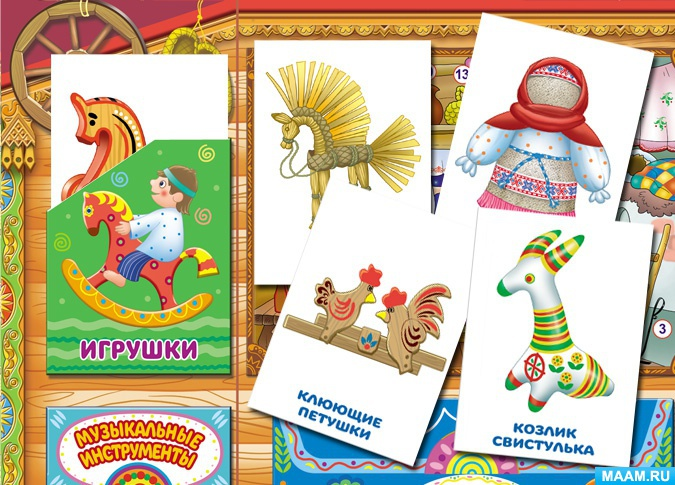 13
3
ИГРУШКИ
КЛЮЮЩИЕ
ПЕТУШКИ
КОЗЛИК
СВИСТУЛЬКА
МУЗЫКАЛЬНЫЕ
ИНСТРУМЕНТЫ
MAAM.RU